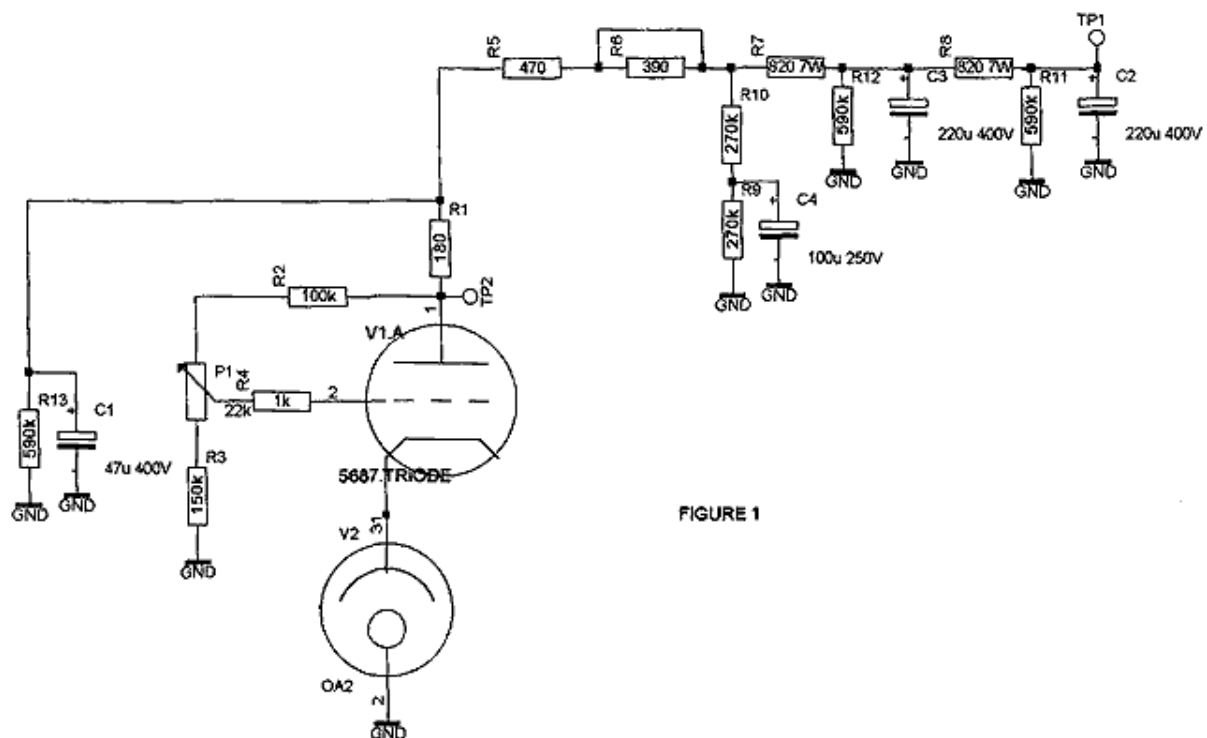 TP1
R5
R6
R7
R8
470
390
820 7W
R12
C3
820 7W
R11
C2
R10
590k
590k
270k
220u 400V
220u 400V
GND
GND
GND
GND
R9
C4
R1
270k
180
100u 250V
R2
100k
TP2
GND
GND
1
V1.A
P1
R4
2
R13
C1
22k
1k
590k
47u 400V
R3
5687.TRIODE
150k
GND
GND
FIGURE 1
31
V2
GND
OA2
2
GND